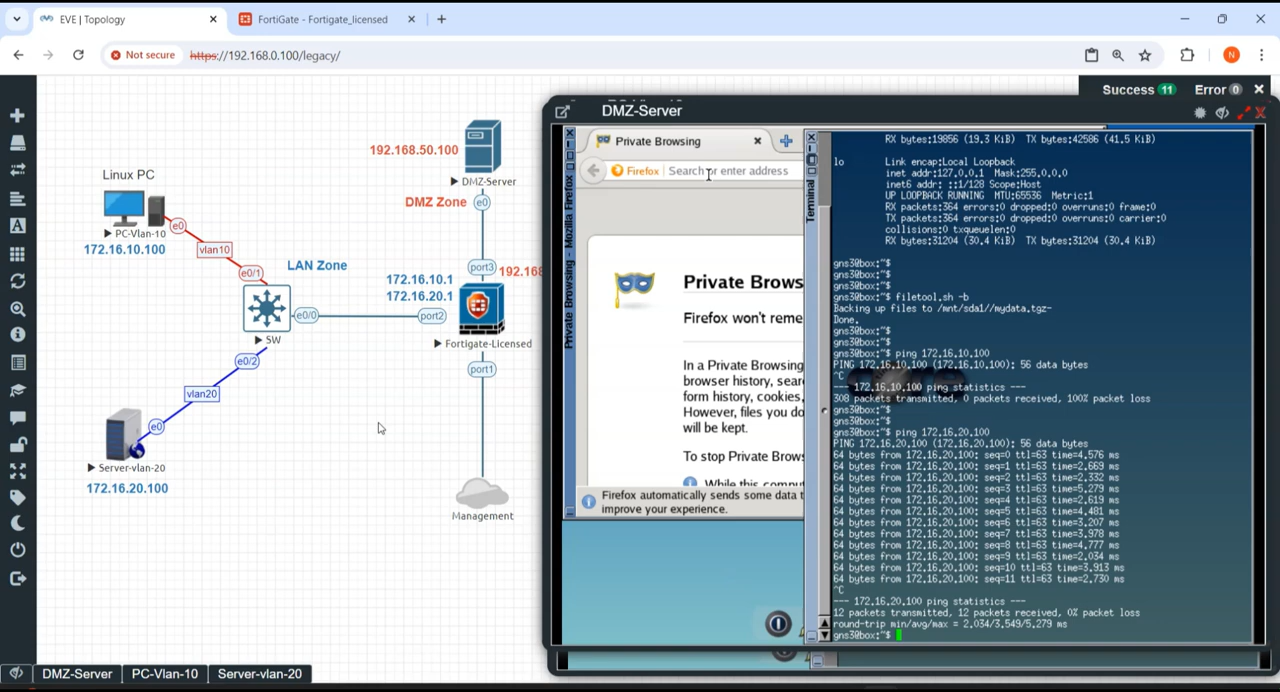 EVE | Topology
FortiGate - Fortigate_licensed
Not secure
https://192.168.0.100/legacy/
N
Success 11 Error 0
DMZ-Server
Linux PC
PC-Vlan-10
172.16.10.100
e0
vlan10
e0/1
LAN Zone
192.168.50.100
DMZ-Server
DMZ Zone
e0
port3
192.168
172.16.10.1
172.16.20.1
e0/0
port2
SW
Fortigate-Licensed
e0/2
port1
vlan20
e0
Server-vlan-20
172.16.20.100
Management
Private Browsing - Mozilla Firefox
Private Browsing
Firefox
Search or enter address
Private Brows
Firefox won't reme
In a Private Browsing
browser history, sear
form history, cookies,
However, files you do
will be kept.
To stop Private Brows
While this comput
Firefox automatically sends some data t
improve your experience.
Terminal
RX bytes:19856 (19.3 KiB) TX bytes:42586 (41.5 KiB)
lo Link encap:Local Loopback
inet addr:127.0.0.1 Mask:255.0.0.0
inet6 addr: ::1/128 Scope:Host
UP LOOPBACK RUNNING MTU:65536 Metric:1
RX packets:364 errors:0 dropped:0 overruns:0 frame:0
TX packets:364 errors:0 dropped:0 overruns:0 carrier:0
collisions:0 txqueuelen:0
RX bytes:31204 (30.4 KiB) TX bytes:31204 (30.4 KiB)
gns3@box:~$
gns3@box:~$
gns3@box:~$
gns3@box:~$ filetool.sh -b
Backing up files to /mnt/sda1//mydata.tgz-
Done.
gns3@box:~$
gns3@box:~$
gns3@box:~$ ping 172.16.10.100
PING 172.16.10.100 (172.16.10.100): 56 data bytes
^C
--- 172.16.10.100 ping statistics ---
308 packets transmitted, 0 packets received, 100% packet loss
gns3@box:~$
gns3@box:~$
gns3@box:~$ ping 172.16.20.100
PING 172.16.20.100 (172.16.20.100): 56 data bytes
64 bytes from 172.16.20.100: seq=0 ttl=63 time=4.576 ms
64 bytes from 172.16.20.100: seq=1 ttl=63 time=2.669 ms
64 bytes from 172.16.20.100: seq=2 ttl=63 time=2.332 ms
64 bytes from 172.16.20.100: seq=3 ttl=63 time=5.279 ms
64 bytes from 172.16.20.100: seq=4 ttl=63 time=2.619 ms
64 bytes from 172.16.20.100: seq=5 ttl=63 time=4.481 ms
64 bytes from 172.16.20.100: seq=6 ttl=63 time=3.207 ms
64 bytes from 172.16.20.100: seq=7 ttl=63 time=3.978 ms
64 bytes from 172.16.20.100: seq=8 ttl=63 time=4.777 ms
64 bytes from 172.16.20.100: seq=9 ttl=63 time=2.034 ms
64 bytes from 172.16.20.100: seq=10 ttl=63 time=3.913 ms
64 bytes from 172.16.20.100: seq=11 ttl=63 time=2.730 ms
^C
--- 172.16.20.100 ping statistics ---
12 packets transmitted, 12 packets received, 0% packet loss
round-trip min/avg/max = 2.034/3.549/5.279 ms
gns3@box:~$
DMZ-Server
PC-Vlan-10
Server-vlan-20